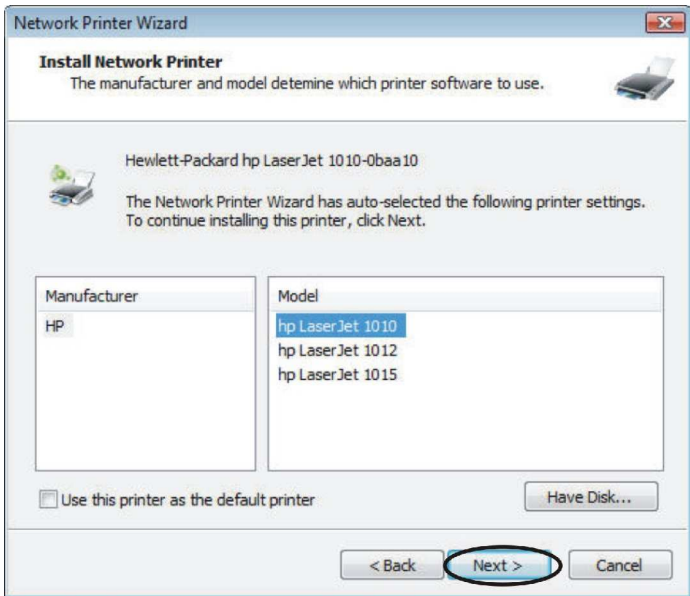 Network Printer Wizard
Install Network Printer
The manufacturer and model detemine which printer software to use.
Hewlett-Packard hp LaserJet 1010-0baa10
The Network Printer Wizard has auto-selected the following printer settings.
To continue installing this printer, click Next.
Manufacturer
Model
HP
hp LaserJet 1010
hp LaserJet 1012
hp LaserJet 1015
Use this printer as the default printer
Have Disk...
< Back
Next >
Cancel